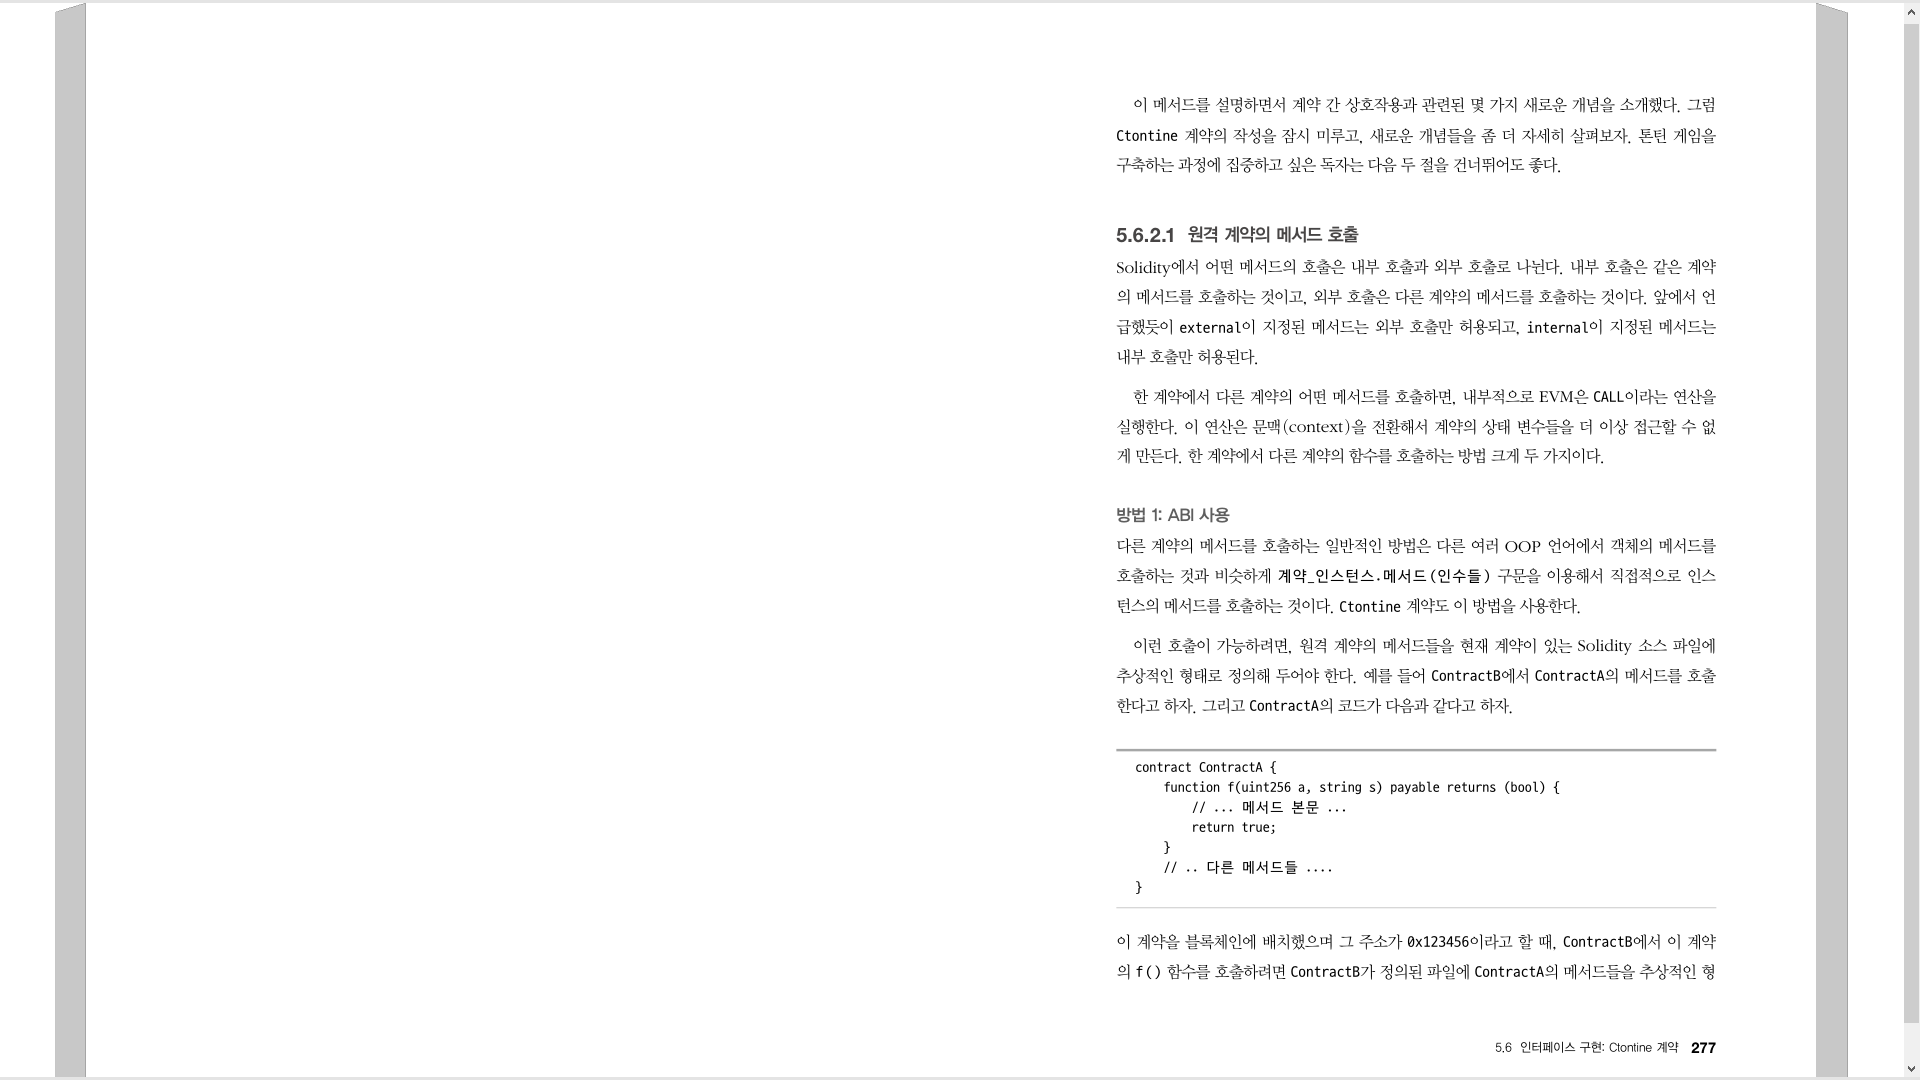 이 메서드를 설명하면서 계약 간 상호작용과 관련된 몇 가지 새로운 개념을 소개했다. 그럼
Ctontine 계약의 작성을 잠시 미루고, 새로운 개념들을 좀 더 자세히 살펴보자. 톤틴 게임을
구축하는 과정에 집중하고 싶은 독자는 다음 두 절을 건너뛰어도 좋다.
5.6.2.1 원격 계약의 메서드 호출
Solidity에서 어떤 메서드의 호출은 내부 호출과 외부 호출로 나뉜다. 내부 호출은 같은 계약
의 메서드를 호출하는 것이고, 외부 호출은 다른 계약의 메서드를 호출하는 것이다. 앞에서 언
급했듯이 external이 지정된 메서드는 외부 호출만 허용되고, internal이 지정된 메서드는
내부 호출만 허용된다.
한 계약에서 다른 계약의 어떤 메서드를 호출하면, 내부적으로 EVM은 CALL이라는 연산을
실행한다. 이 연산은 문맥(context)을 전환해서 계약의 상태 변수들을 더 이상 접근할 수 없
게 만든다. 한 계약에서 다른 계약의 함수를 호출하는 방법 크게 두 가지이다.
방법 1: ABI 사용
다른 계약의 메서드를 호출하는 일반적인 방법은 다른 여러 OOP 언어에서 객체의 메서드를
호출하는 것과 비슷하게 계약_인스턴스.메서드(인수들) 구문을 이용해서 직접적으로 인스
턴스의 메서드를 호출하는 것이다. Ctontine 계약도 이 방법을 사용한다.
이런 호출이 가능하려면, 원격 계약의 메서드들을 현재 계약이 있는 Solidity 소스 파일에
추상적인 형태로 정의해 두어야 한다. 예를 들어 ContractB에서 ContractA의 메서드를 호출
한다고 하자. 그리고 ContractA의 코드가 다음과 같다고 하자.
contract ContractA {
function f(uint256 a, string s) payable returns (bool) {
// ... 메서드 본문 ...
return true;
}
// .. 다른 메서드들 ....
}
이 계약을 블록체인에 배치했으며 그 주소가 0x123456이라고 할 때, ContractB에서 이 계약
의 f() 함수를 호출하려면 ContractB가 정의된 파일에 ContractA의 메서드들을 추상적인 형
5.6 인터페이스 구현: Ctontine 계약 277